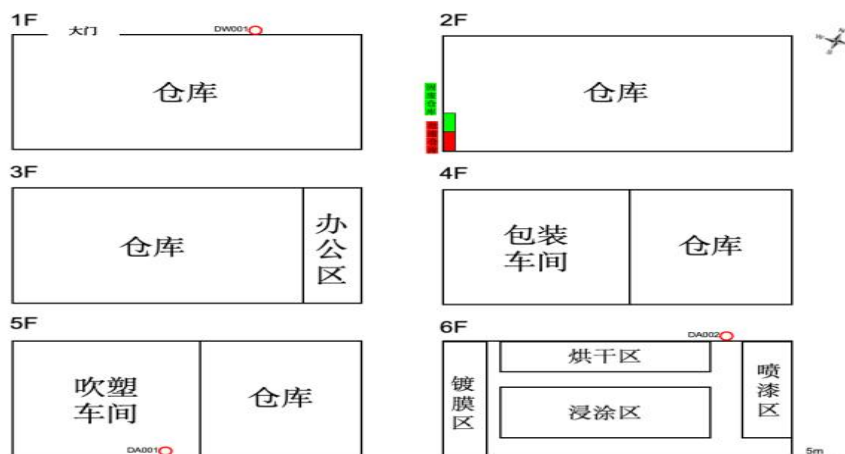 1F
大门
DW001
仓库
2F
仓库
3F
仓库
办公区
4F
包装车间
仓库
5F
吹塑车间
仓库
DA001
6F
DA002
烘干区
镀膜区
浸涂区
喷漆区
5m